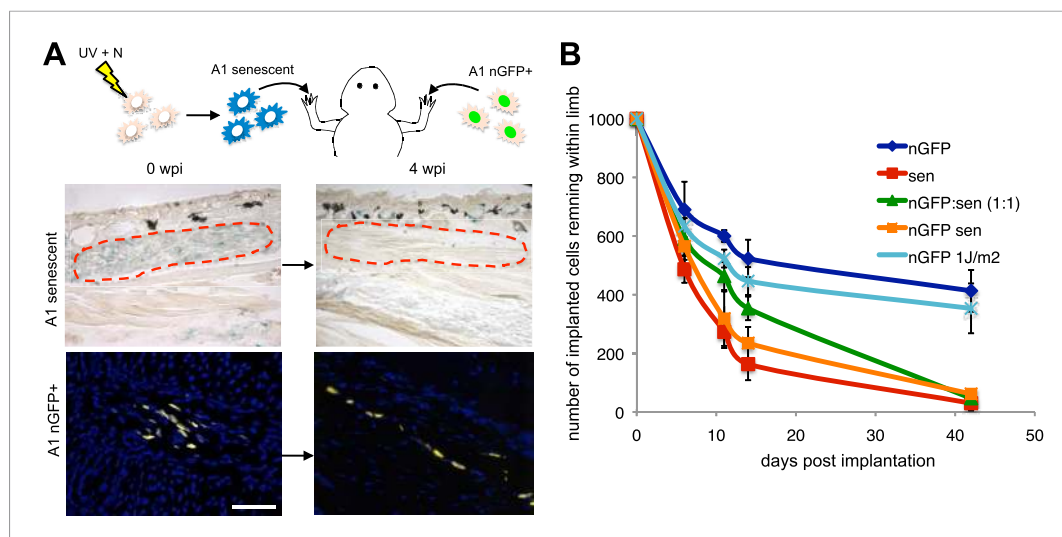 A
UV + N
A1 senescent
A1 nGFP+
0 wpi
4 wpi
A1 senescent
A1 nGFP+
B
number of implanted cells remning within limb
1000
800
600
400
200
0
0
10
20
30
40
50
days post implantation
nGFP
sen
nGFP:sen (1:1)
nGFP sen
nGFP 1J/m2